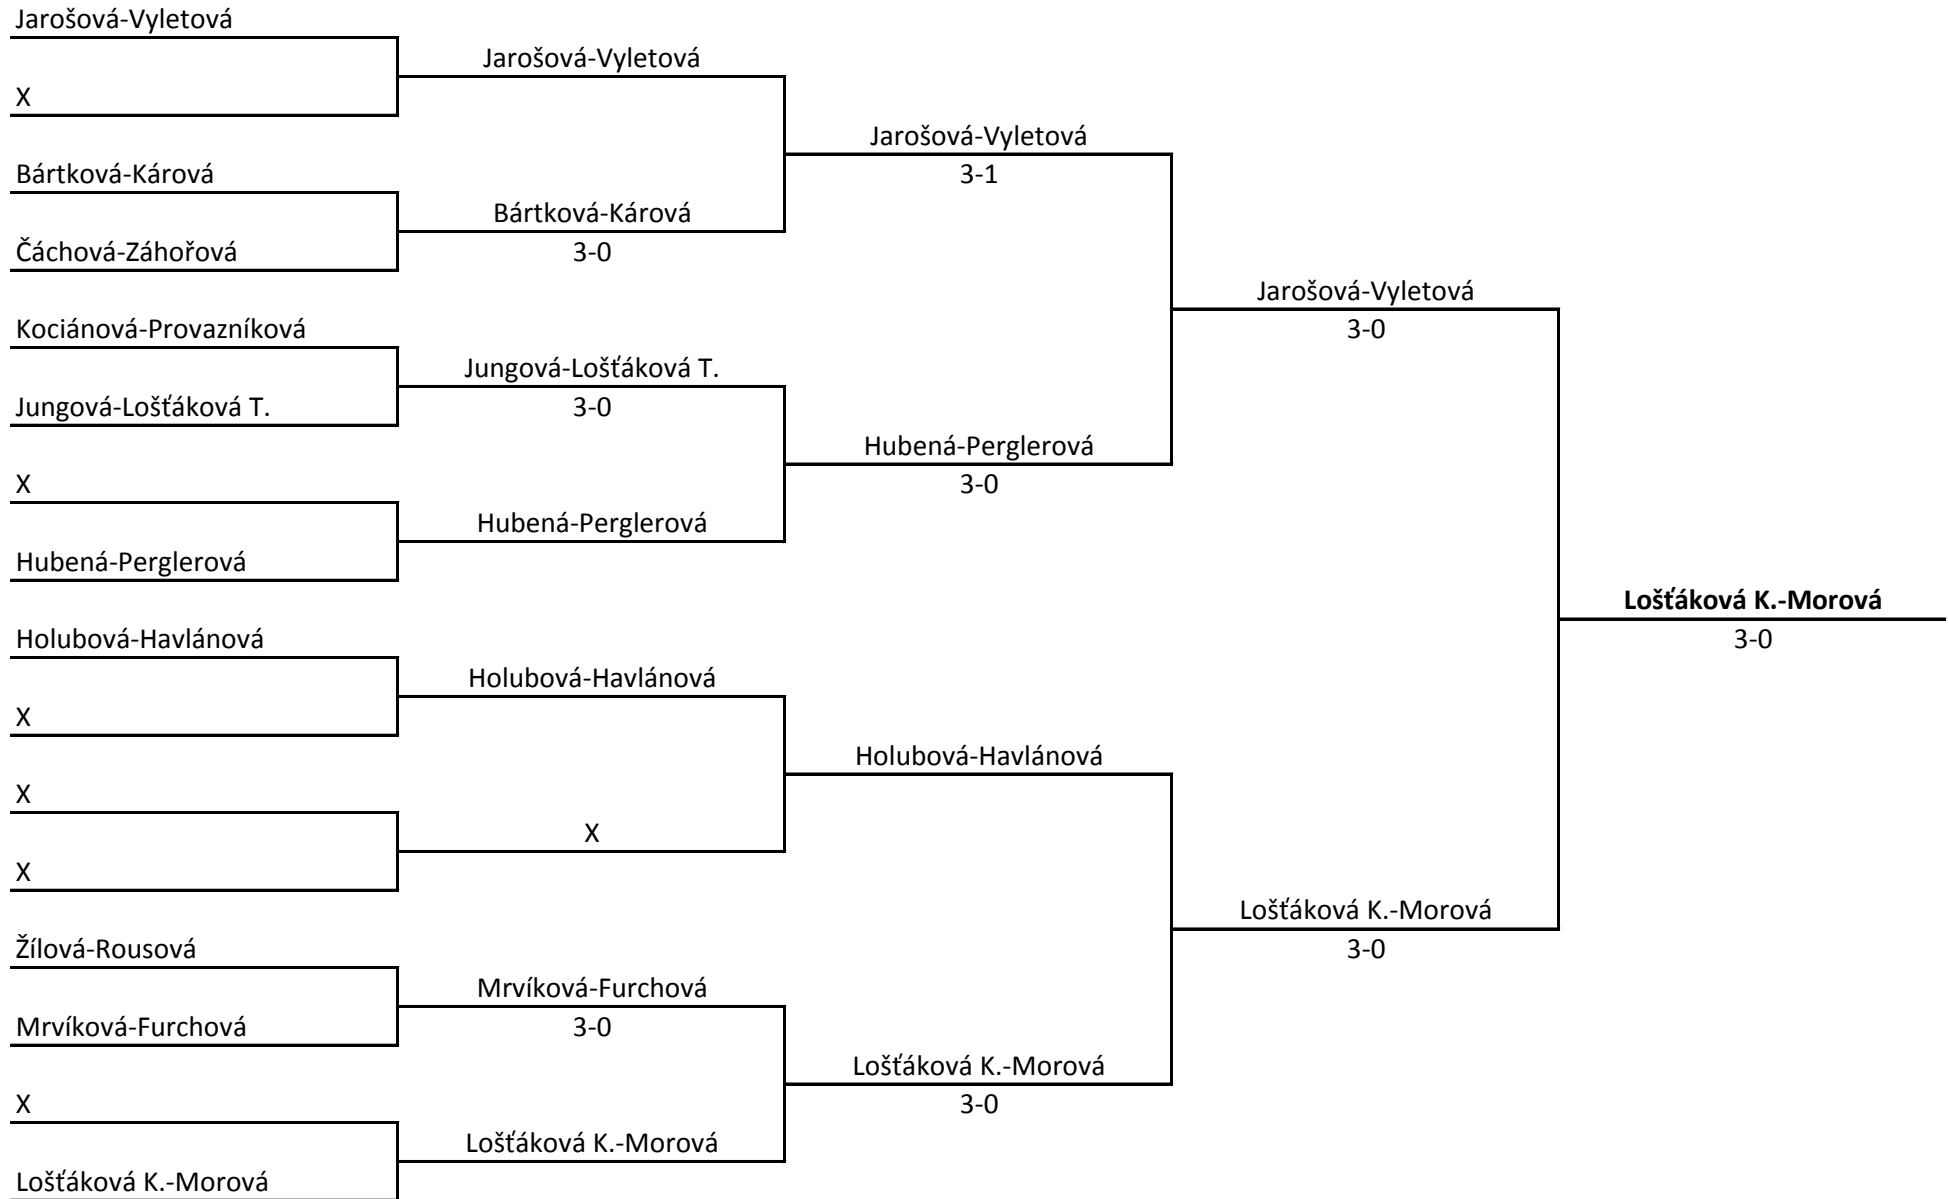 Jarošová-Vyletová
X
Bártková-Kárová
Čáchová-Záhořová
Kociánová-Provazníková
Jungová-Lošťáková T.
X
Hubená-Perglerová
Holubová-Havlánová
X
X
X
Žílová-Rousová
Mrvíková-Furchová
X
Lošťáková K.-Morová
Jarošová-Vyletová
Bártková-Kárová
3-0
Jungová-Lošťáková T.
3-0
Hubená-Perglerová
Holubová-Havlánová
X
Mrvíková-Furchová
3-0
Lošťáková K.-Morová
Jarošová-Vyletová
3-1
Hubená-Perglerová
3-0
Holubová-Havlánová
Lošťáková K.-Morová
3-0
Jarošová-Vyletová
3-0
Lošťáková K.-Morová
3-0
Lošťáková K.-Morová
3-0